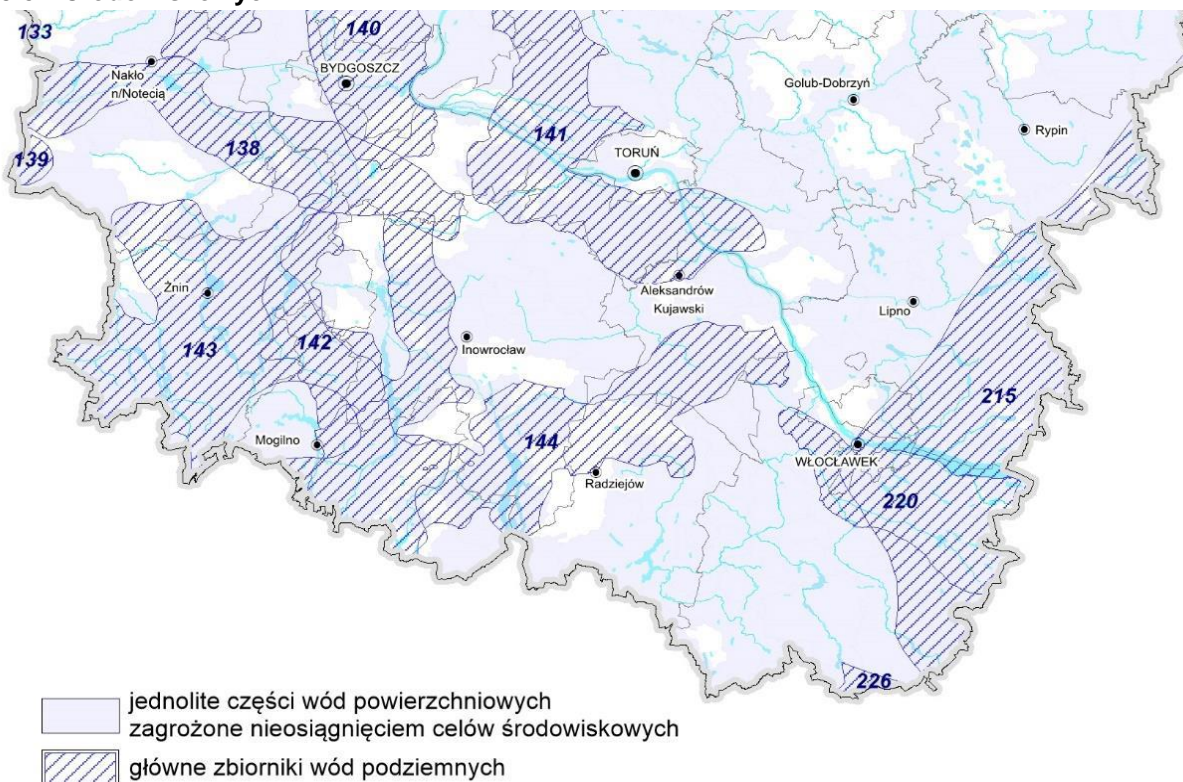 133
140
BYDGOSZCZ
Nakło
n/Notecią
Golub-Dobrzyń
Rypin
141
138
139
TORUŃ
Żnin
Aleksandrów
Kujawski
Lipno
142
143
Inowrocław
215
Mogilno
144
WŁOCŁAWEK
Radziejów
220
226
jednolite części wód powierzchniowych
zagrożone nieosiągnięciem celów środowiskowych
główne zbiorniki wód podziemnych